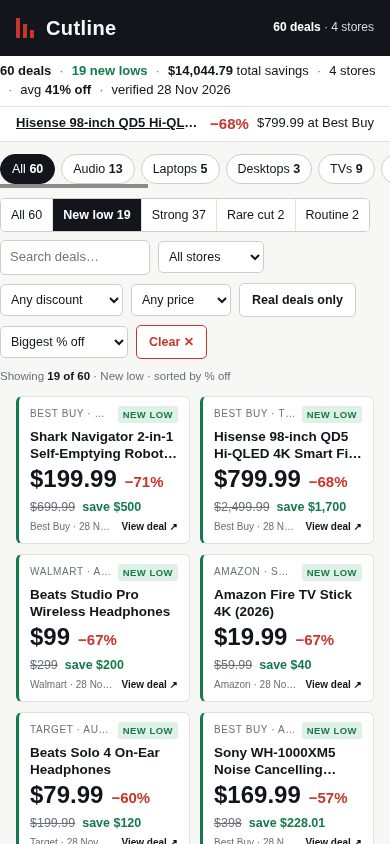 Cutline
60 deals · 4 stores
60 deals · 19 new lows · $14,044.79 total savings · 4 stores
· avg 41% off · verified 28 Nov 2026
Hisense 98-inch QD5 Hi-QL... −68% $799.99 at Best Buy
All 60 Audio 13 Laptops 5 Desktops 3 TVs 9
All 60 New low 19 Strong 37 Rare cut 2 Routine 2
Search deals… All stores
Any discount Any price Real deals only
Biggest % off Clear ✕
Showing 19 of 60 · New low · sorted by % off
BEST BUY · ... NEW LOW
Shark Navigator 2-in-1
Self-Emptying Robot…
$199.99 −71%
$699.99 save $500
Best Buy · 28 N... View deal ↗
BEST BUY · T... NEW LOW
Hisense 98-inch QD5
Hi-QLED 4K Smart Fi…
$799.99 −68%
$2,499.99 save $1,700
Best Buy · 28 N... View deal ↗
WALMART · A... NEW LOW
Beats Studio Pro
Wireless Headphones
$99 −67%
$299 save $200
Walmart · 28 No... View deal ↗
AMAZON · S... NEW LOW
Amazon Fire TV Stick
4K (2026)
$19.99 −67%
$59.99 save $40
Amazon · 28 No... View deal ↗
TARGET · AU... NEW LOW
Beats Solo 4 On-Ear
Headphones
$79.99 −60%
$199.99 save $120
Target · 28 Nov View deal ↗
BEST BUY · A... NEW LOW
Sony WH-1000XM5
Noise Cancelling…
$169.99 −57%
$398 save $228.01
Best Buy · 28 N View deal ↗